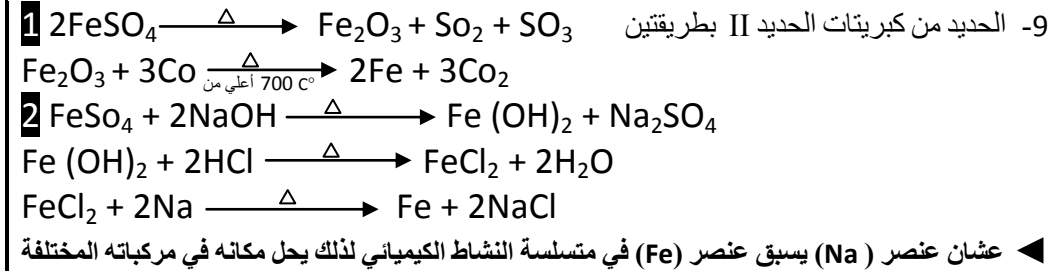 9- الحديد من كبريتات الحديد II بطريقتين
1 2FeSO₄ —△→ Fe₂O₃ + So₂ + SO₃
Fe₂O₃ + 3Co —△→ 2Fe + 3Co₂
أعلي من 700 C°
2 FeSo₄ + 2NaOH —△→ Fe (OH)₂ + Na₂SO₄
Fe (OH)₂ + 2HCl —△→ FeCl₂ + 2H₂O
FeCl₂ + 2Na —△→ Fe + 2NaCl
◄ عشان عنصر ( Na) يسبق عنصر (Fe) في متسلسة النشاط الكيميائي لذلك يحل مكانه في مركباته المختلفة